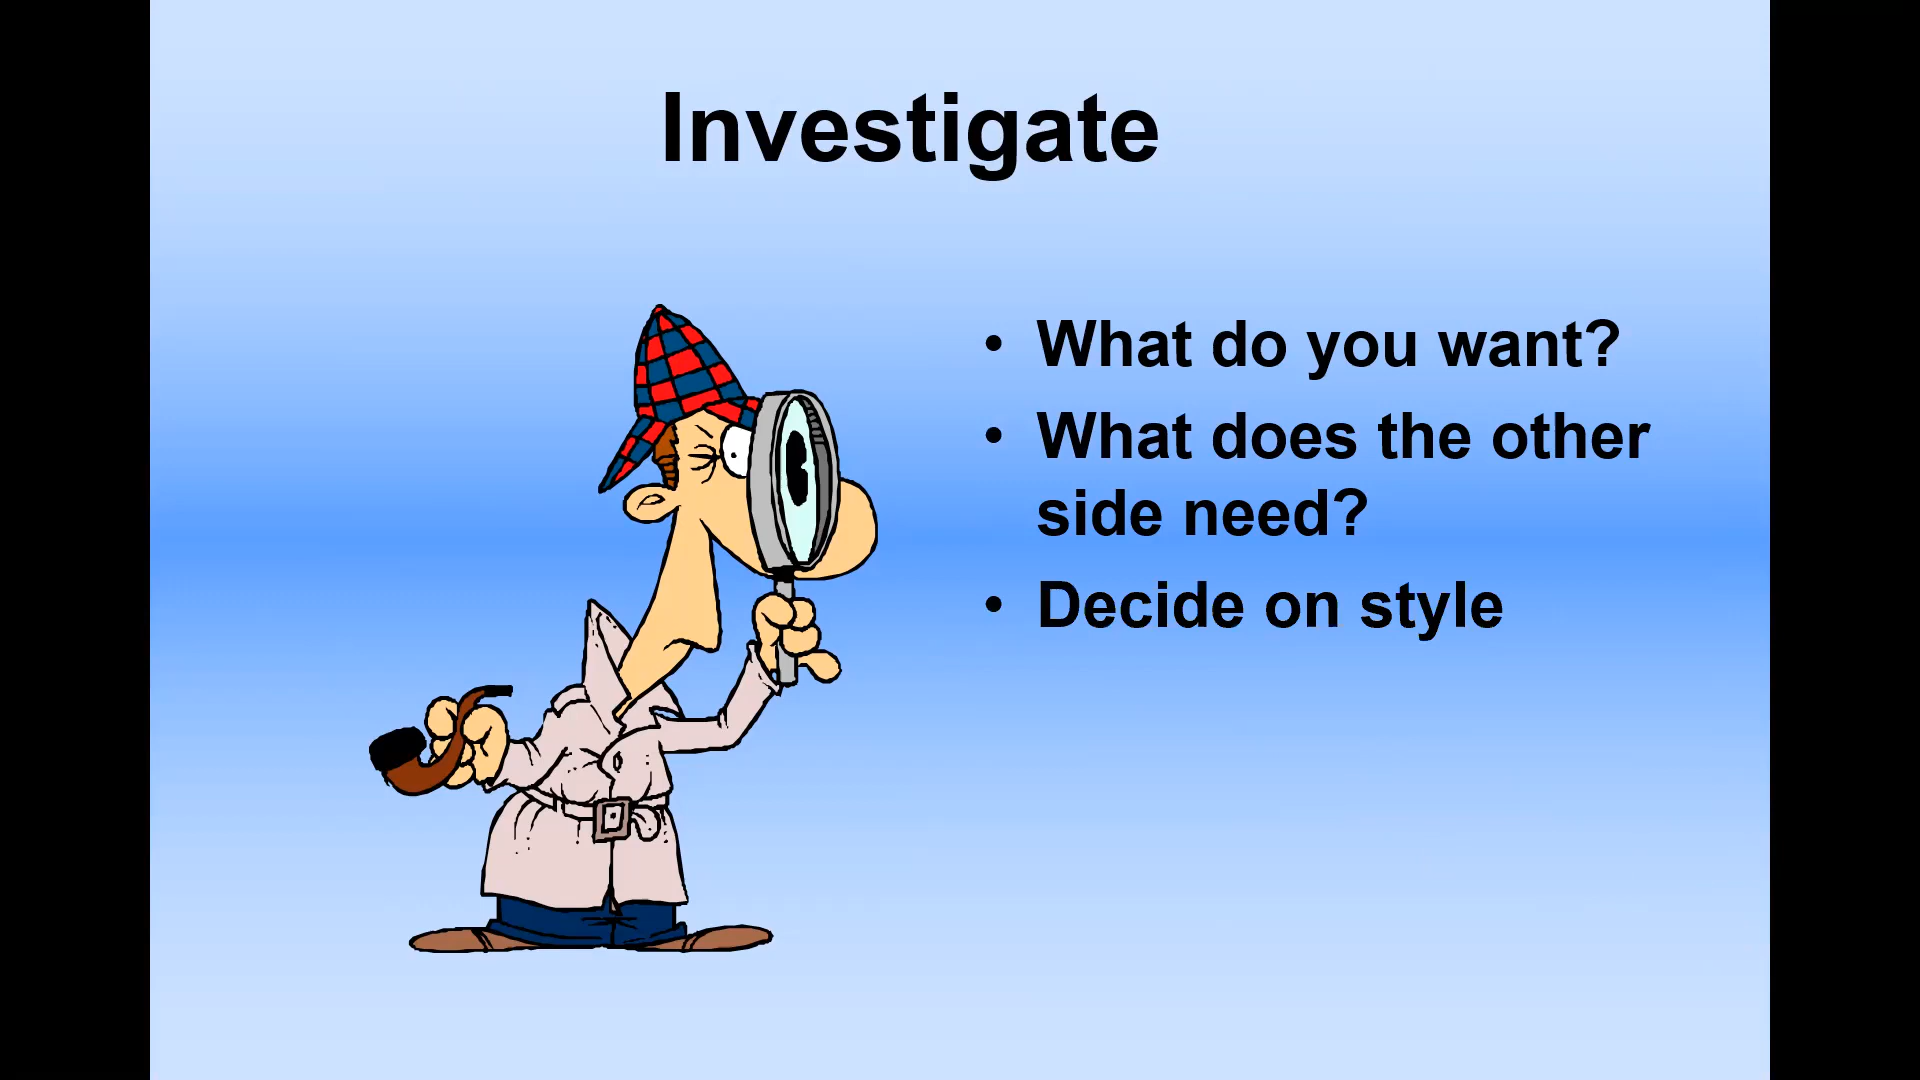 Investigate
• What do you want?
• What does the other
side need?
• Decide on style